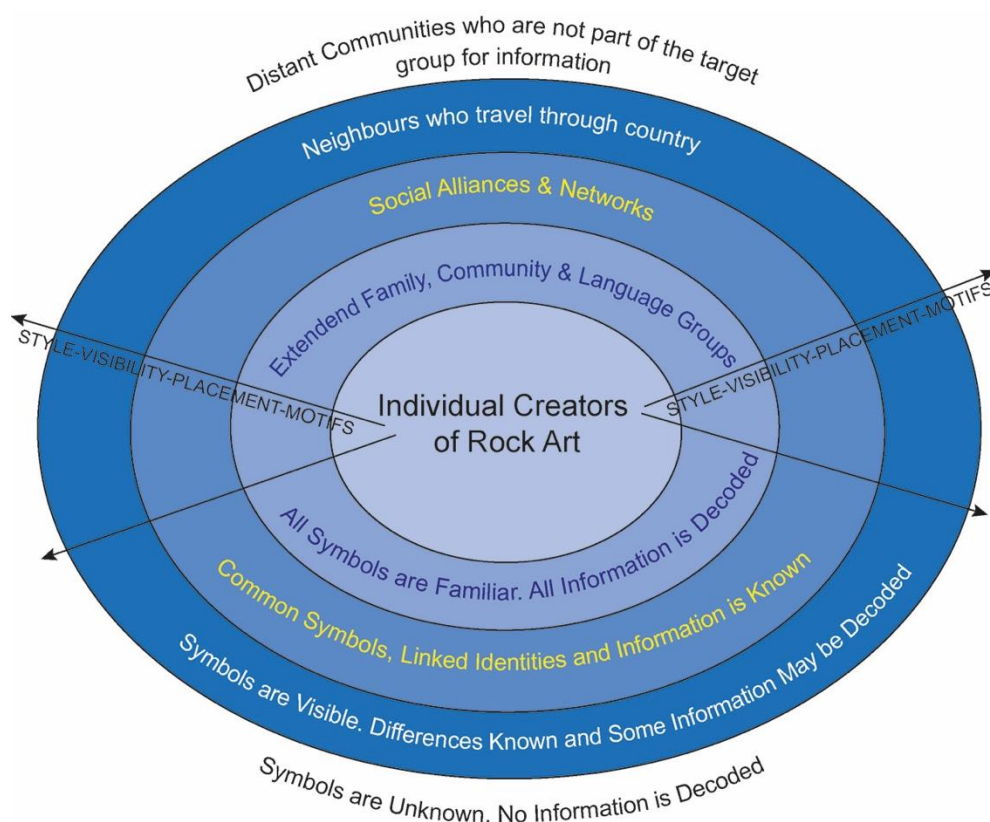 Distant Communities who are not part of the target
group for information
Neighbours who travel through country
Social Alliances & Networks
Extendend Family, Community & Language Groups
STYLE-VISIBILITY-PLACEMENT-MOTIFS
STYLE-VISIBILITY-PLACEMENT-MOTIFS
Individual Creators
of Rock Art
All Symbols are Familiar. All Information is Decoded
Common Symbols, Linked Identities and Information is Known
Symbols are Visible. Differences Known and Some Information May be Decoded
Symbols are Unknown. No Information is Decoded